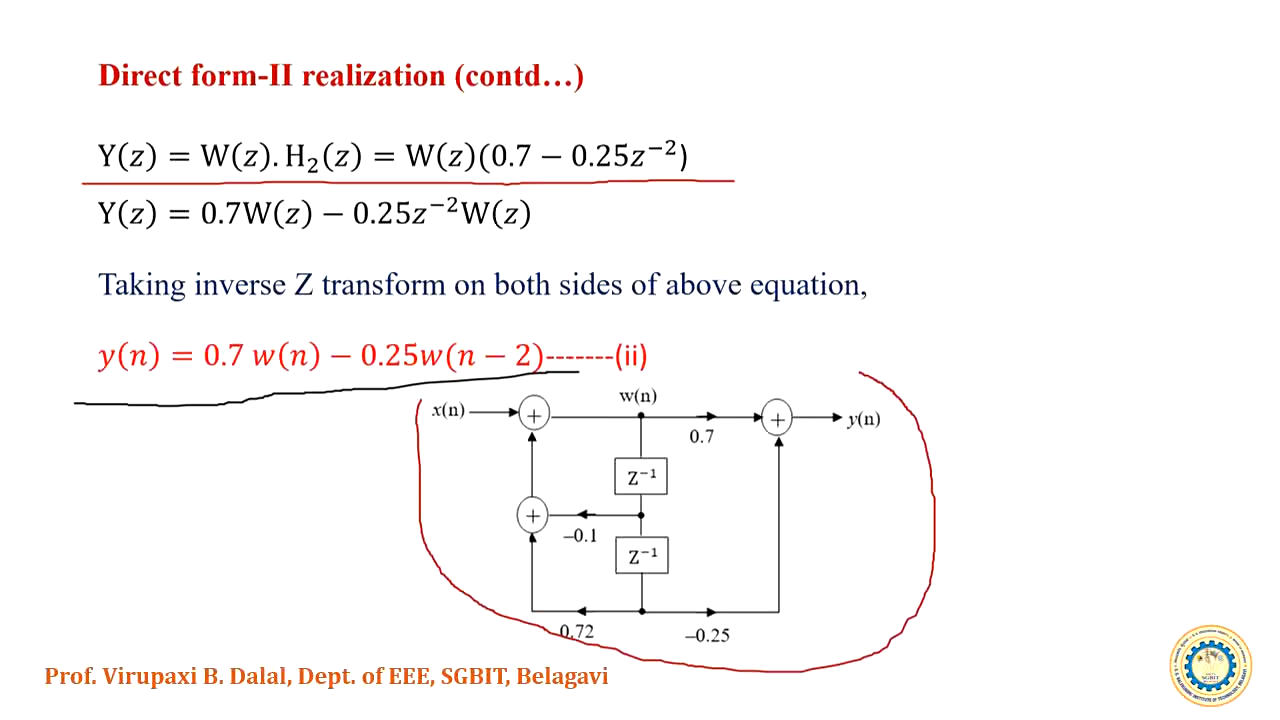 Direct form-II realization (contd…)
Y(z) = W(z). H₂(z) = W(z)(0.7 − 0.25z⁻²)
Y(z) = 0.7W(z) − 0.25z⁻²W(z)
Taking inverse Z transform on both sides of above equation,
y(n) = 0.7 w(n) − 0.25w(n − 2)-------(ii)
w(n)
x(n) + + y(n)
0.7
Z⁻¹
+
–0.1
Z⁻¹
0.72 –0.25
Prof. Virupaxi B. Dalal, Dept. of EEE, SGBIT, Belagavi
SGBIT